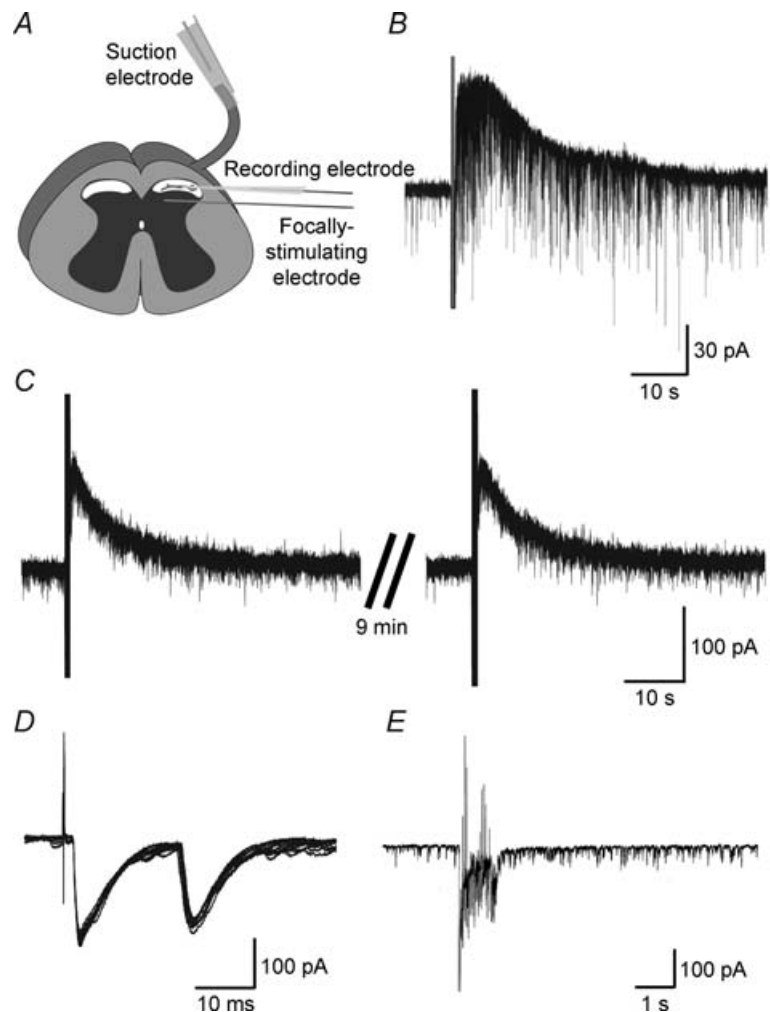 A
Suction
electrode
Recording electrode
Focally-
stimulating
electrode
B
30 pA
10 s
C
9 min
100 pA
10 s
D
100 pA
10 ms
E
100 pA
1 s